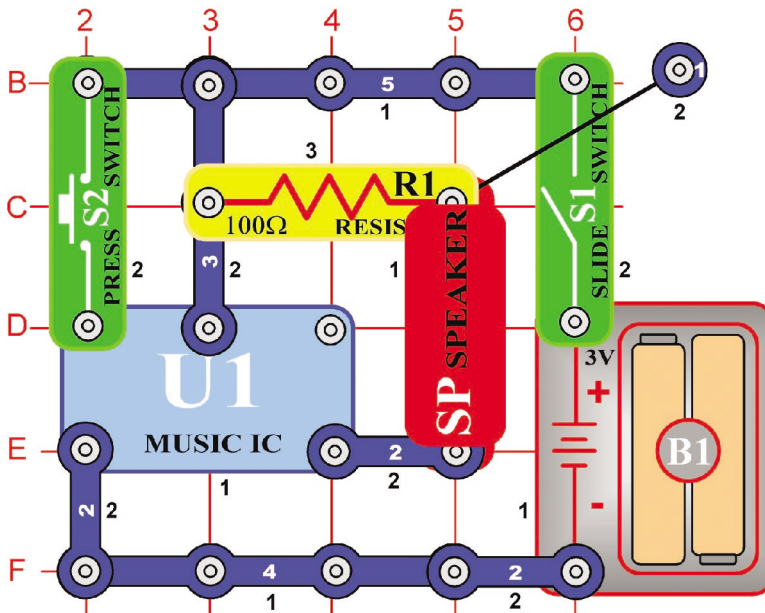 2 3 4 5 6
B 5 1
1 2
3
S2 PRESS SWITCH
C R1
100Ω RESIS
S1 SLIDE SWITCH
2 3 2 1 2
D
SP SPEAKER
U1
MUSIC IC
3V
+
B1
-
E 2
2 1 2 1
2
F 4 2
1 2